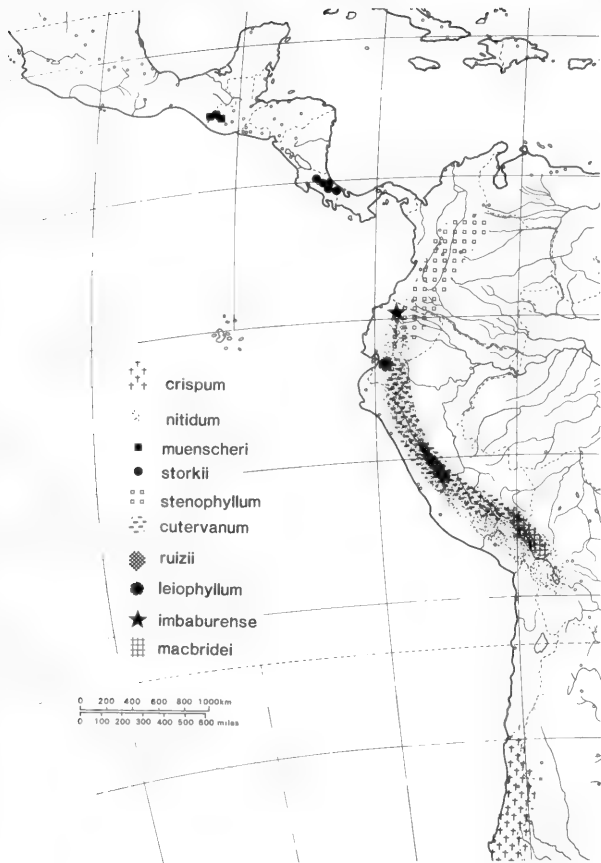 crispum
nitidum
muenscheri
storkii
stenophyllum
cutervanum
ruizii
leiophyllum
imbaburense
macbridei
0 200 400 600 800 1000km
0 100 200 300 400 500 600 miles